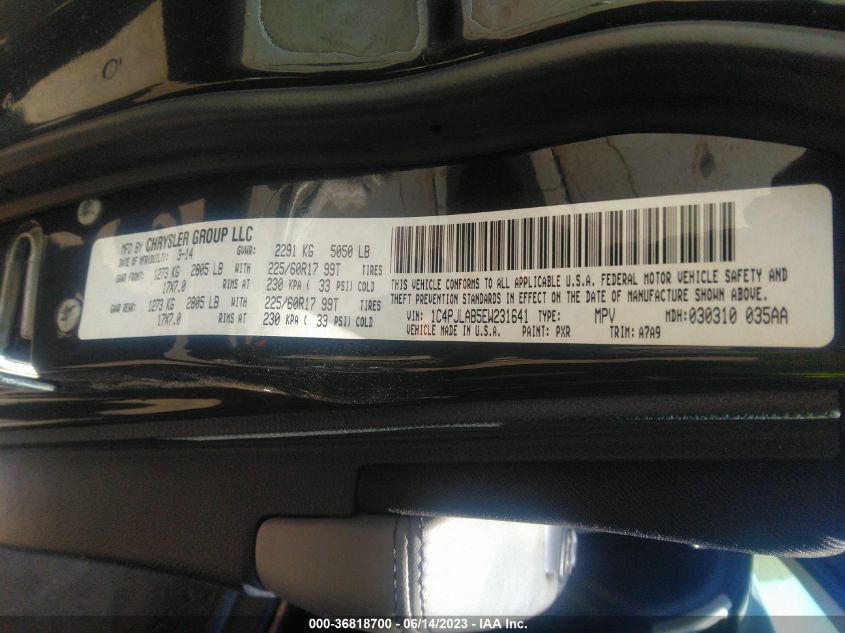 MFD BY CHRYSLER GROUP LLC
DATE OF MFR(BUILT): 3-14 GVWR: 2291 KG 5050 LB
GAWR FRONT: 1273 KG 2805 LB WITH 225/60R17 99T TIRES
17X7.0 RIMS AT 230 KPA ( 33 PSI) COLD
GAWR REAR: 1273 KG 2805 LB WITH 225/60R17 99T TIRES
17X7.0 RIMS AT 230 KPA ( 33 PSI) COLD
THIS VEHICLE CONFORMS TO ALL APPLICABLE U.S.A. FEDERAL MOTOR VEHICLE SAFETY AND
THEFT PREVENTION STANDARDS IN EFFECT ON THE DATE OF MANUFACTURE SHOWN ABOVE.
VIN: 1C4PJLAB5EW231641 TYPE: MPV MDH:030310 035AA
VEHICLE MADE IN U.S.A. PAINT: PXR TRIM: A7A9
000-36818700 - 06/14/2023 - IAA Inc.